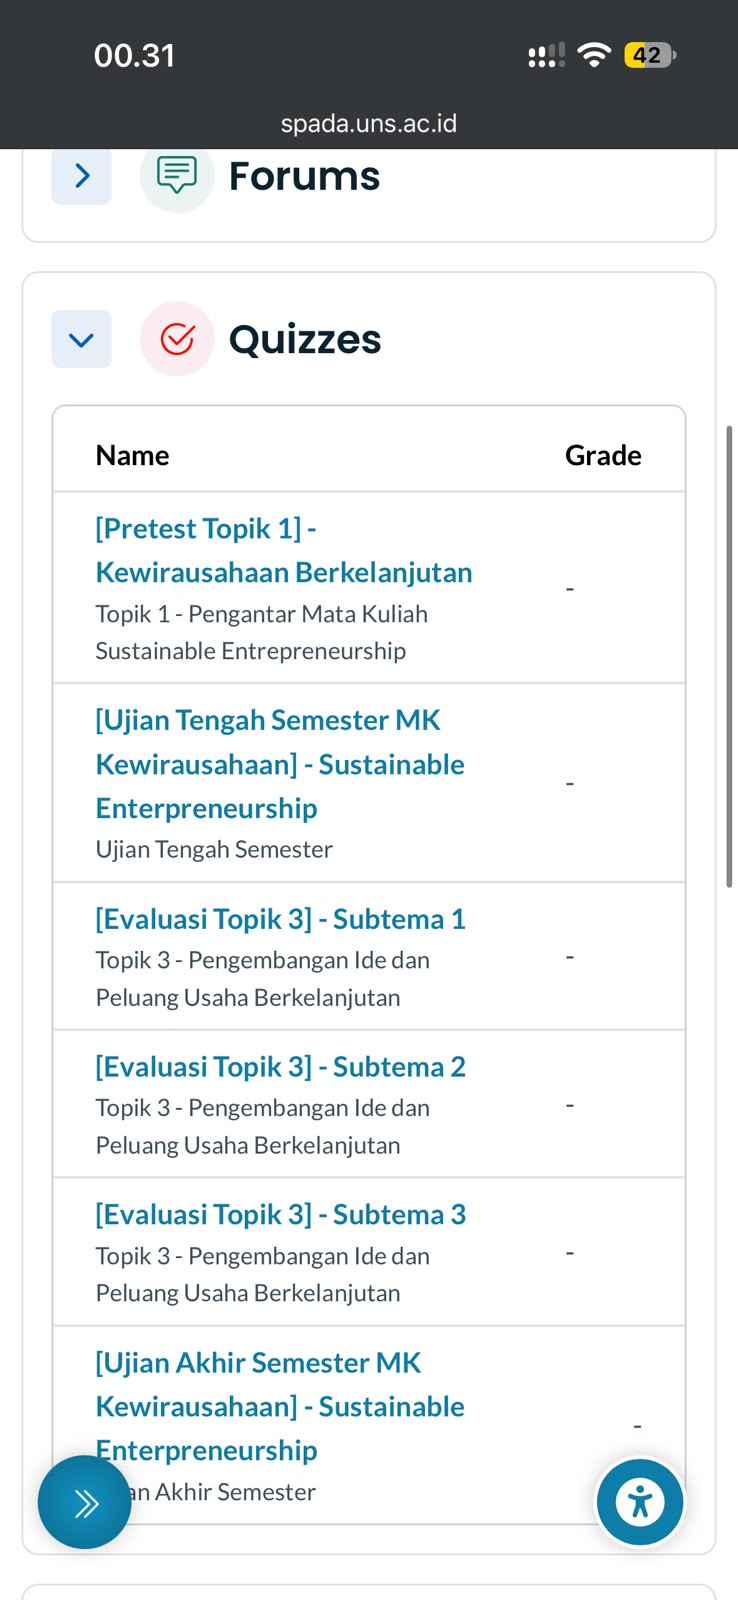 00.31
42
spada.uns.ac.id
Forums
Quizzes
Name Grade
[Pretest Topik 1] -
Kewirausahaan Berkelanjutan
-
Topik 1 - Pengantar Mata Kuliah
Sustainable Entrepreneurship
[Ujian Tengah Semester MK
Kewirausahaan] - Sustainable
-
Enterpreneurship
Ujian Tengah Semester
[Evaluasi Topik 3] - Subtema 1
-
Topik 3 - Pengembangan Ide dan
Peluang Usaha Berkelanjutan
[Evaluasi Topik 3] - Subtema 2
-
Topik 3 - Pengembangan Ide dan
Peluang Usaha Berkelanjutan
[Evaluasi Topik 3] - Subtema 3
-
Topik 3 - Pengembangan Ide dan
Peluang Usaha Berkelanjutan
[Ujian Akhir Semester MK
Kewirausahaan] - Sustainable
-
Enterpreneurship
an Akhir Semester